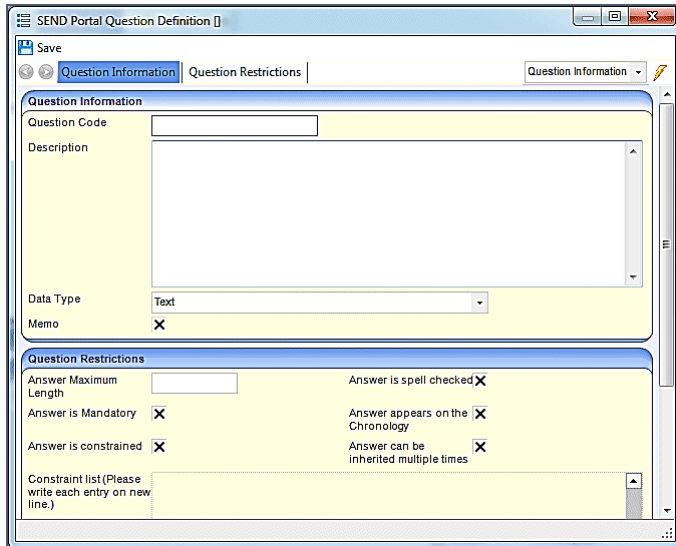 SEND Portal Question Definition []
Save
Question Information Question Restrictions Question Information
Question Information
Question Code
Description
Data Type Text
Memo
Question Restrictions
Answer Maximum Answer is spell checked
Length
Answer is Mandatory Answer appears on the
Chronology
Answer is constrained Answer can be
inherited multiple times
Constraint list (Please
write each entry on new
line.)